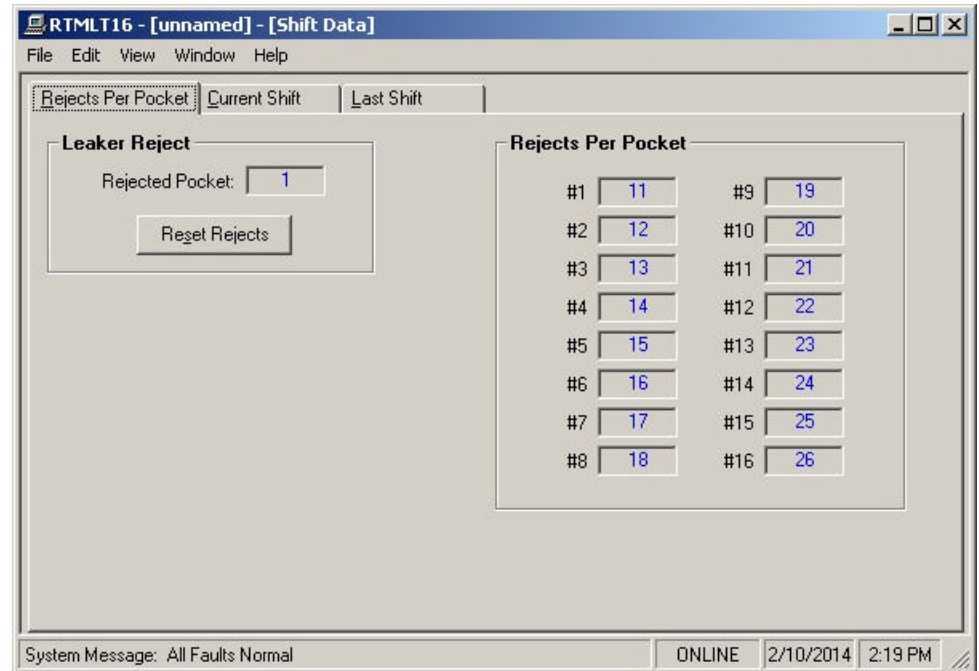 RTMLT16 - [unnamed] - [Shift Data]
File Edit View Window Help
Rejects Per Pocket Current Shift Last Shift
Leaker Reject
Rejected Pocket: 1
Reset Rejects
Rejects Per Pocket
#1 11 #9 19
#2 12 #10 20
#3 13 #11 21
#4 14 #12 22
#5 15 #13 23
#6 16 #14 24
#7 17 #15 25
#8 18 #16 26
System Message: All Faults Normal ONLINE 2/10/2014 2:19 PM